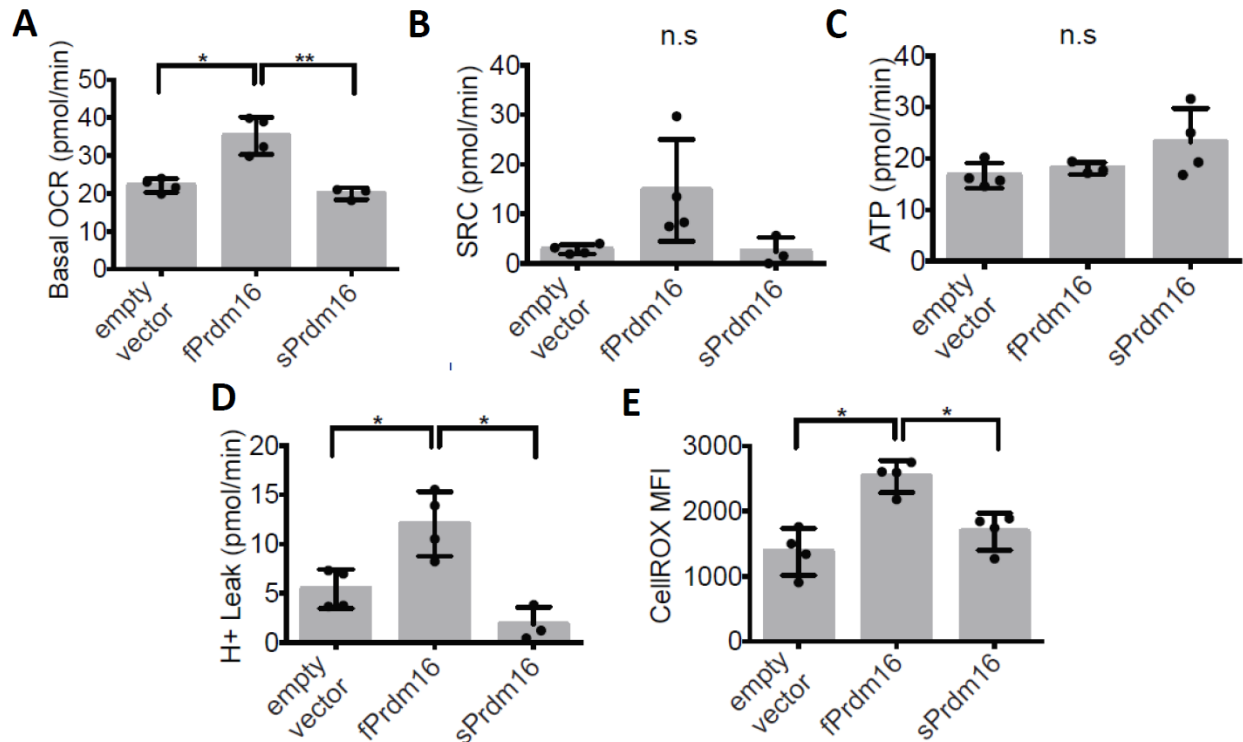 A
Basal OCR (pmol/min)
50
40
30
20
10
0
*
**
empty
vector
fPrdm16
sPrdm16
B
n.s
SRC (pmol/min)
40
30
20
10
0
empty
vector
fPrdm16
sPrdm16
C
n.s
ATP (pmol/min)
40
30
20
10
0
empty
vector
fPrdm16
sPrdm16
D
H+ Leak (pmol/min)
20
15
10
5
0
*
*
empty
vector
fPrdm16
sPrdm16
E
CellROX MFI
3000
2000
1000
0
*
*
empty
vector
fPrdm16
sPrdm16